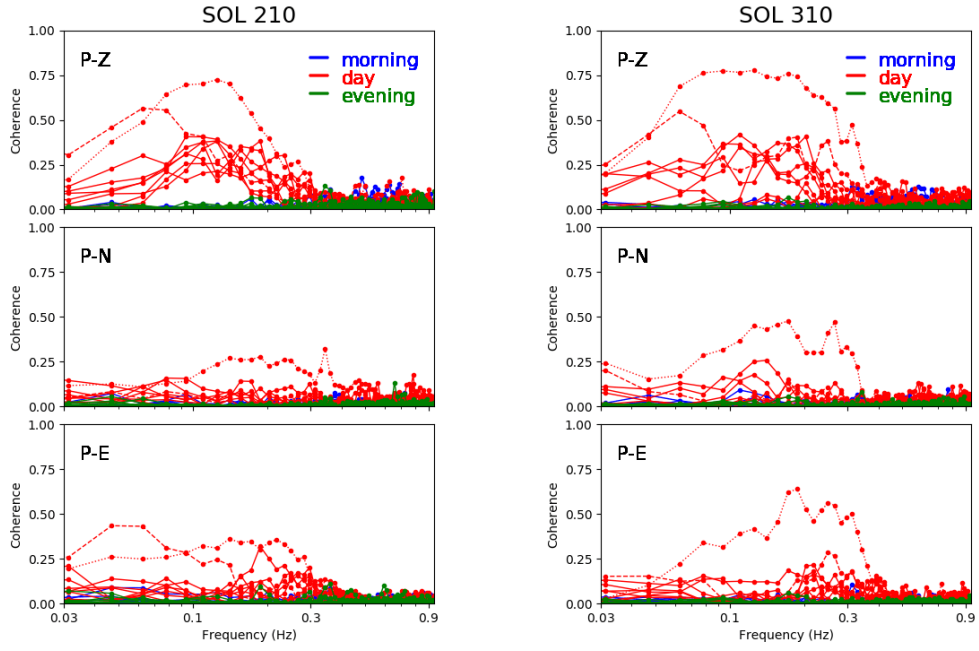 SOL 210
1.00
P-Z
morning
day
evening
0.75
Coherence
0.50
0.25
0.00
1.00
P-N
0.75
Coherence
0.50
0.25
0.00
1.00
P-E
0.75
Coherence
0.50
0.25
0.00
0.03
0.1
0.3
0.9
Frequency (Hz)
SOL 310
1.00
P-Z
morning
day
evening
0.75
Coherence
0.50
0.25
0.00
1.00
P-N
0.75
Coherence
0.50
0.25
0.00
1.00
P-E
0.75
Coherence
0.50
0.25
0.00
0.03
0.1
0.3
0.9
Frequency (Hz)